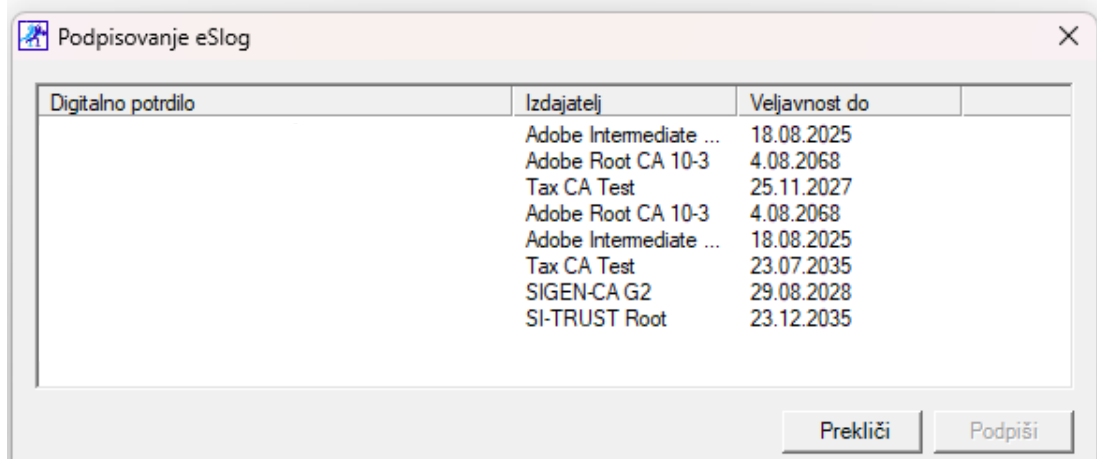 Podpisovanje eSlog
Digitalno potrdilo Izdajatelj Veljavnost do
Adobe Intermediate ... 18.08.2025
Adobe Root CA 10-3 4.08.2068
Tax CA Test 25.11.2027
Adobe Root CA 10-3 4.08.2068
Adobe Intermediate ... 18.08.2025
Tax CA Test 23.07.2035
SIGEN-CA G2 29.08.2028
SI-TRUST Root 23.12.2035
Prekliči Podpiši